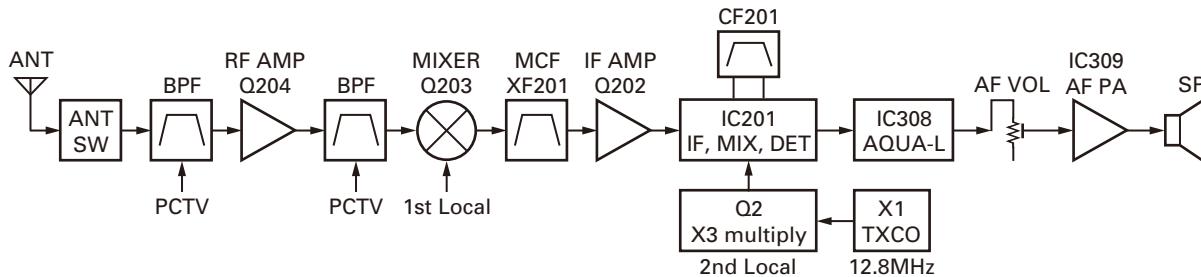 CF201
ANT
RF AMP
Q204
BPF
BPF
MIXER
Q203
MCF
XF201
IF AMP
Q202
IC309
AF PA
AF VOL
SP
ANT
SW
IC201
IF, MIX, DET
IC308
AQUA-L
PCTV
PCTV
1st Local
Q2
X3 multiply
X1
TXCO
2nd Local
12.8MHz